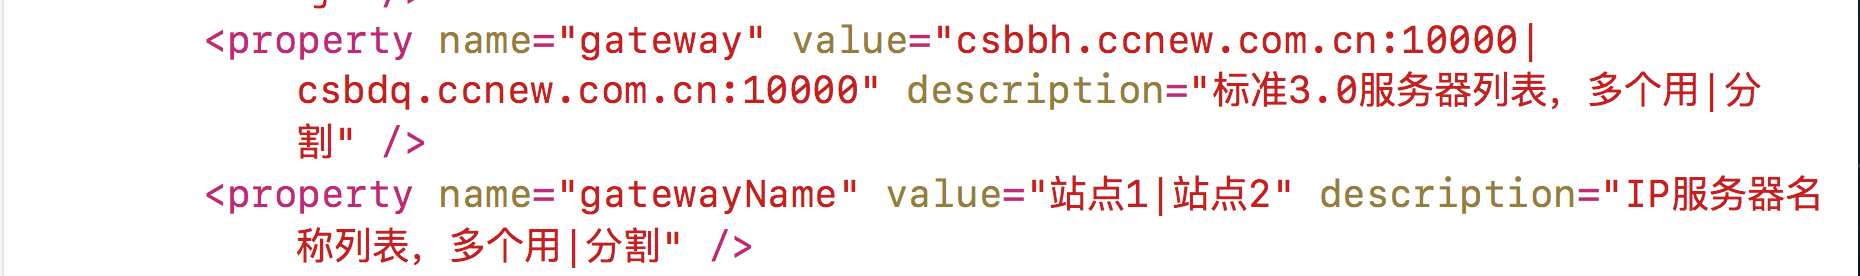 <property name="gateway" value="csbbh.ccnew.com.cn:10000|
csbdq.ccnew.com.cn:10000" description="标准3.0服务器列表，多个用|分
割" />
<property name="gatewayName" value="站点1|站点2" description="IP服务器名
称列表，多个用|分割" />